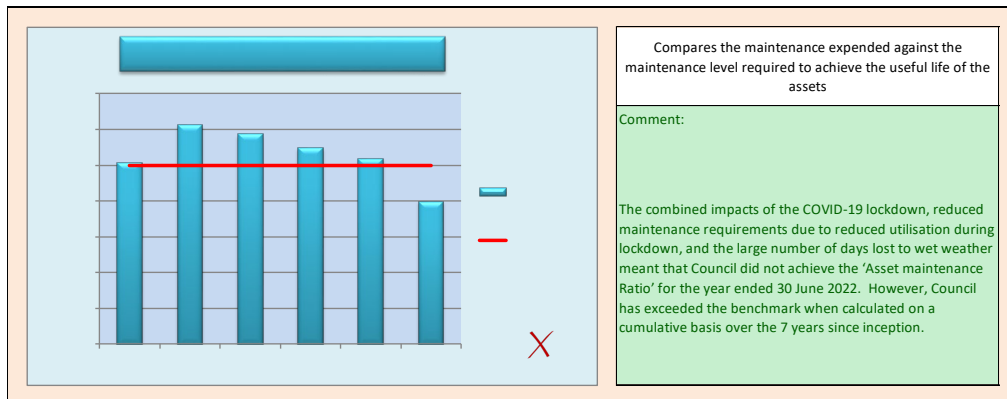 Compares the maintenance expended against the
maintenance level required to achieve the useful life of the
assets
Comment:
The combined impacts of the COVID-19 lockdown, reduced
maintenance requirements due to reduced utilisation during
lockdown, and the large number of days lost to wet weather
meant that Council did not achieve the ‘Asset maintenance
Ratio’ for the year ended 30 June 2022.  However, Council
has exceeded the benchmark when calculated on a
cumulative basis over the 7 years since inception.